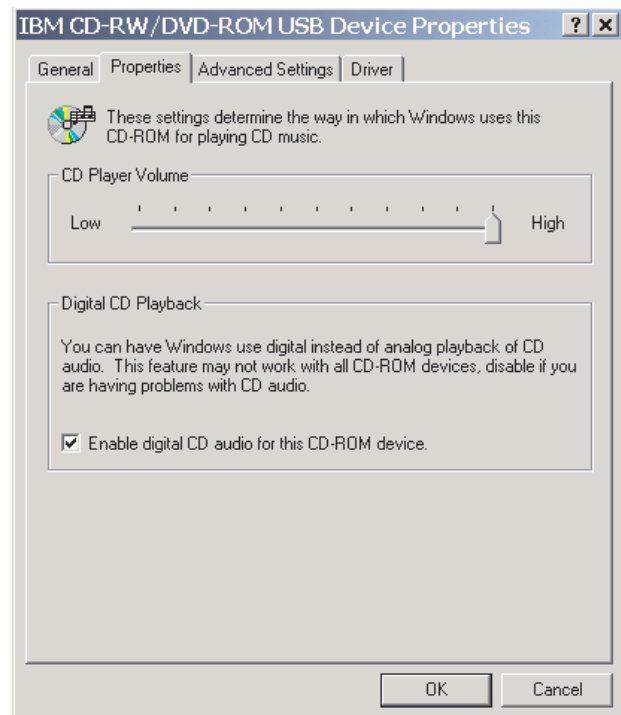 IBM CD-RW/DVD-ROM USB Device Properties
General Properties Advanced Settings Driver
These settings determine the way in which Windows uses this
CD-ROM for playing CD music.
CD Player Volume
Low High
Digital CD Playback
You can have Windows use digital instead of analog playback of CD
audio. This feature may not work with all CD-ROM devices, disable if you
are having problems with CD audio.
Enable digital CD audio for this CD-ROM device.
OK Cancel